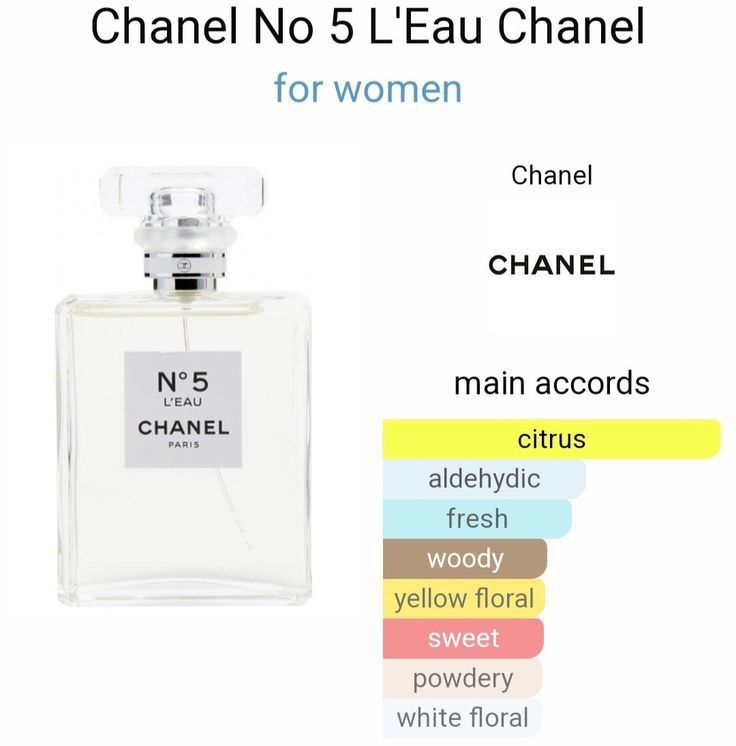 Chanel No 5 L'Eau Chanel
for women
Chanel
CHANEL
N°5
L'EAU
CHANEL
PARIS
main accords
citrus
aldehydic
fresh
woody
yellow floral
sweet
powdery
white floral